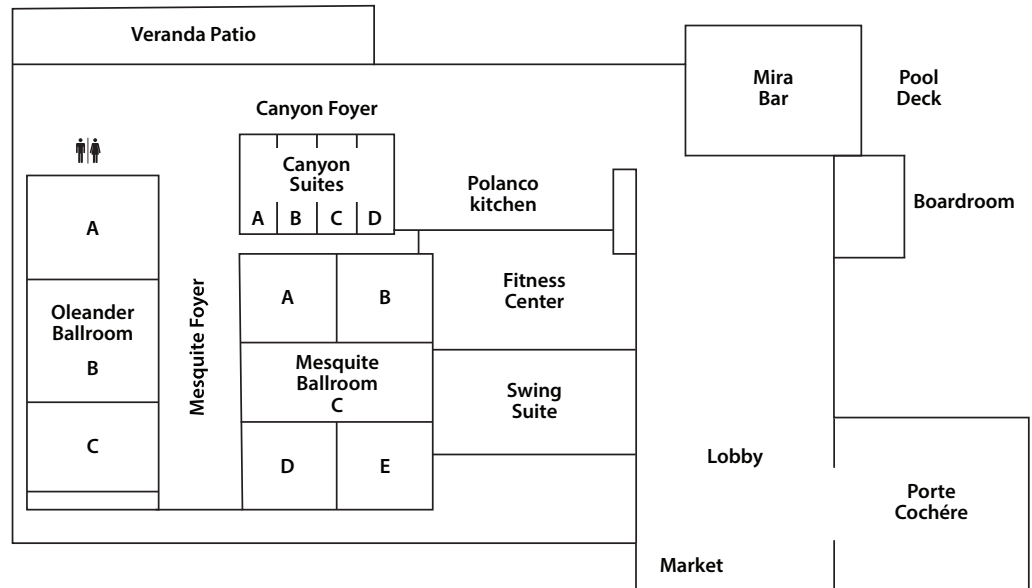 Veranda Patio
Mira
Bar
Pool
Deck
Canyon Foyer
Canyon
Suites
A B C D
Polanco
kitchen
Boardroom
A
Oleander
Ballroom
B
C
Mesquite Foyer
A B
Mesquite
Ballroom
C
D E
Fitness
Center
Swing
Suite
Lobby
Porte
Cochére
Market